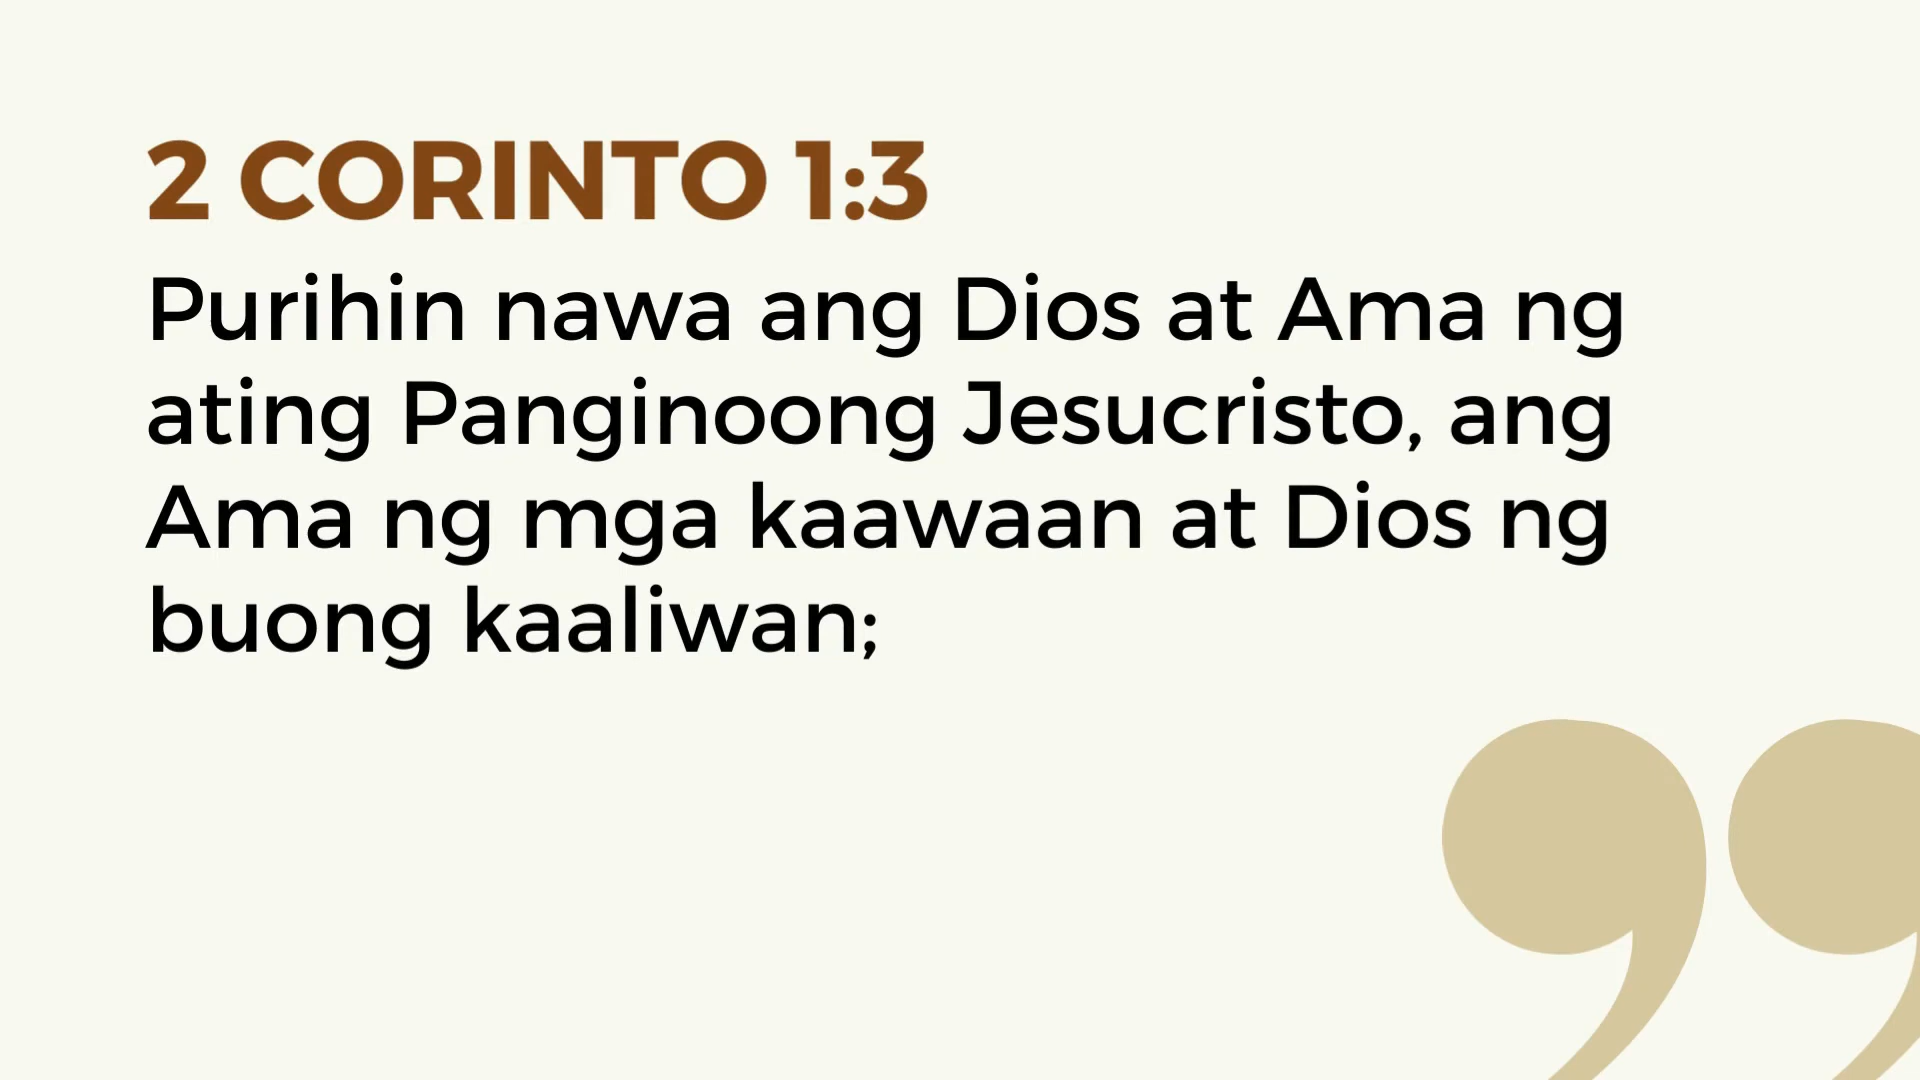 2 CORINTO 1:3
Purihin nawa ang Dios at Ama ng
ating Panginoong Jesucristo, ang
Ama ng mga kaawaan at Dios ng
buong kaaliwan;